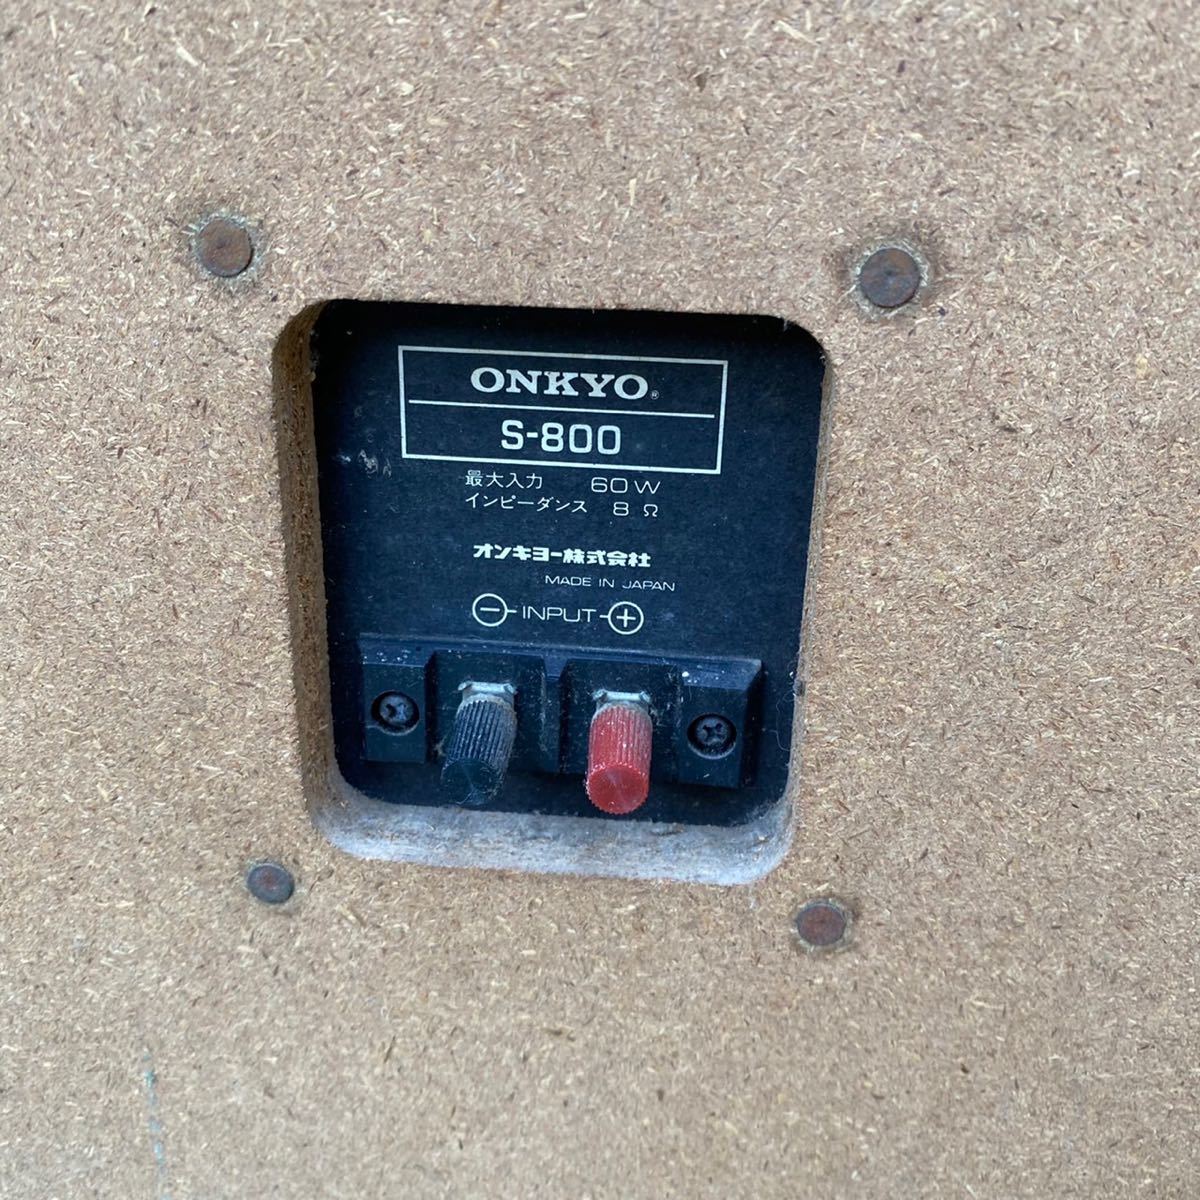 ONKYO®
S-800
最大入力 60W
インピーダンス 8Ω
オンキヨー株式会社
MADE IN JAPAN
⊖-INPUT-⊕